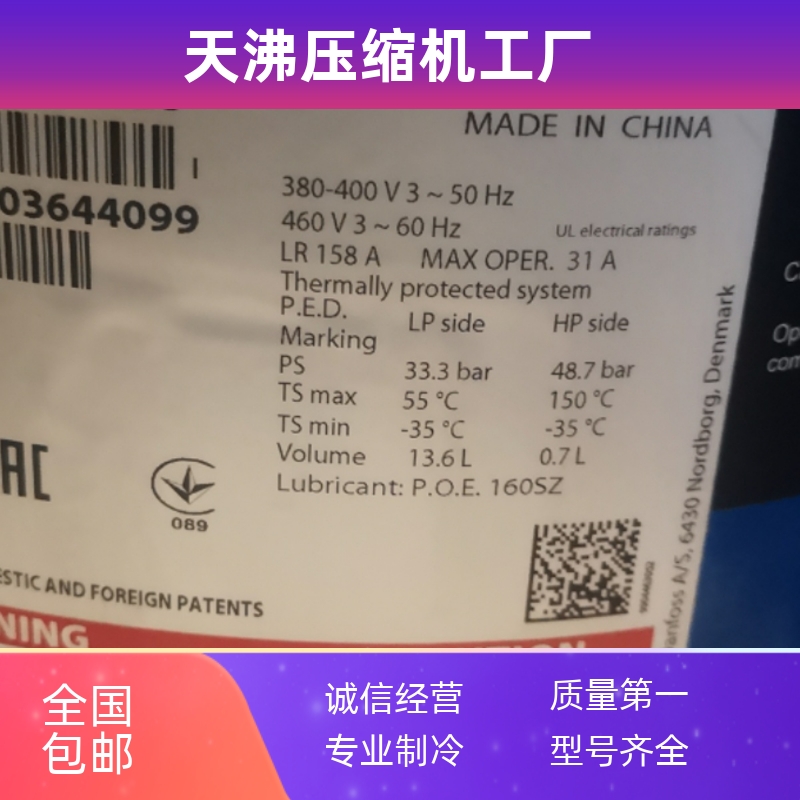 天沸压缩机工厂
MADE IN CHINA
03644099
380-400 V 3 ~ 50 Hz
460 V 3 ~ 60 Hz
UL electrical ratings
LR 158 A MAX OPER. 31 A
Thermally protected system
P.E.D. LP side HP side
Marking
PS 33.3 bar 48.7 bar
TS max 55 °C 150 °C
TS min -35 °C -35 °C
Volume 13.6 L 0.7 L
Lubricant: P.O.E. 160SZ
089
ESTIC AND FOREIGN PATENTS
NING
anfoss A/S, 6430 Nordborg, Denmark
Op
com
全国
包邮
诚信经营
质量第一
专业制冷
型号齐全